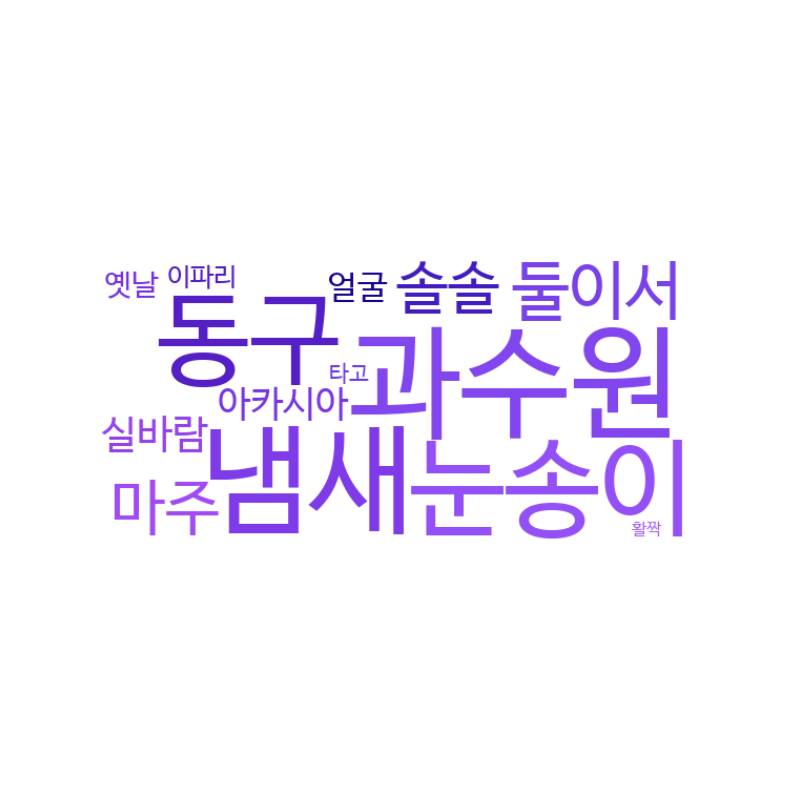 옛날 이파리 얼굴 솔솔 둘이서
동구 과수원
타고
아카시아
실바람 냄새 눈송이
마주
활짝